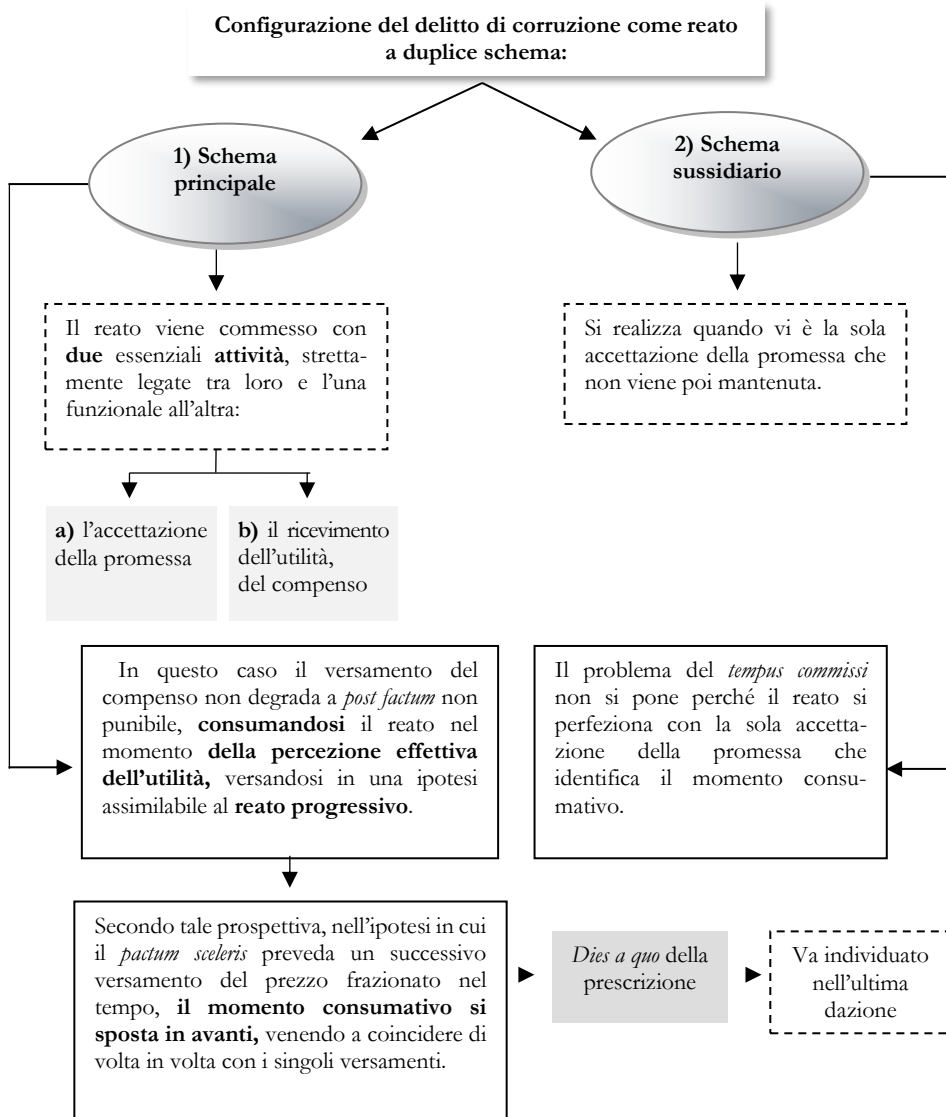 Configurazione del delitto di corruzione come reato
a duplice schema:
1) Schema
principale
2) Schema
sussidiario
Il reato viene commesso con
due essenziali attività, stretta-
mente legate tra loro e l'una
funzionale all'altra:
Si realizza quando vi è la sola
accettazione della promessa che
non viene poi mantenuta.
a) l'accettazione
della promessa
b) il ricevimento
dell'utilità,
del compenso
In questo caso il versamento del
compenso non degrada a post factum non
punibile, consumandosi il reato nel
momento della percezione effettiva
dell'utilità, versandosi in una ipotesi
assimilabile al reato progressivo.
Il problema del tempus commissi
non si pone perché il reato si
perfeziona con la sola accetta-
zione della promessa che
identifica il momento consu-
mativo.
Secondo tale prospettiva, nell'ipotesi in cui
il pactum sceleris preveda un successivo
versamento del prezzo frazionato nel
tempo, il momento consumativo si
sposta in avanti, venendo a coincidere di
volta in volta con i singoli versamenti.
Dies a quo della
prescrizione
Va individuato
nell'ultima
dazione